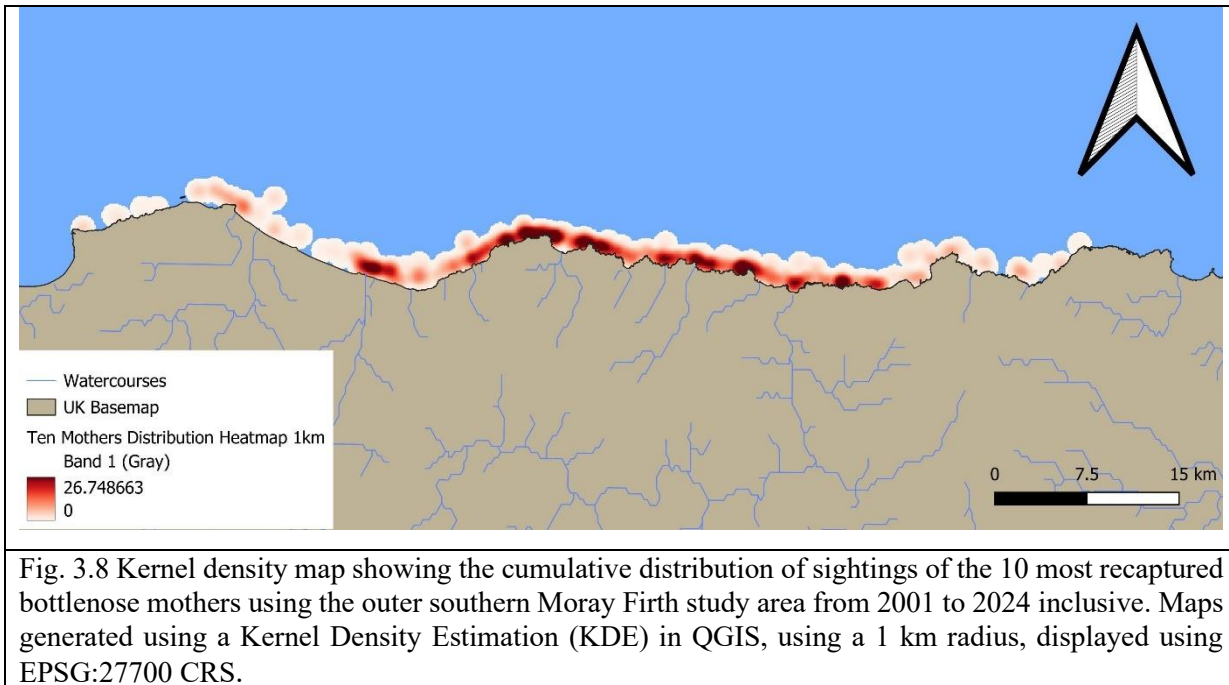 Watercourses
UK Basemap
Ten Mothers Distribution Heatmap 1km
Band 1 (Gray)
26.748663
0
0 7.5 15 km
Fig. 3.8 Kernel density map showing the cumulative distribution of sightings of the 10 most recaptured
bottlenose mothers using the outer southern Moray Firth study area from 2001 to 2024 inclusive. Maps
generated using a Kernel Density Estimation (KDE) in QGIS, using a 1 km radius, displayed using
EPSG:27700 CRS.